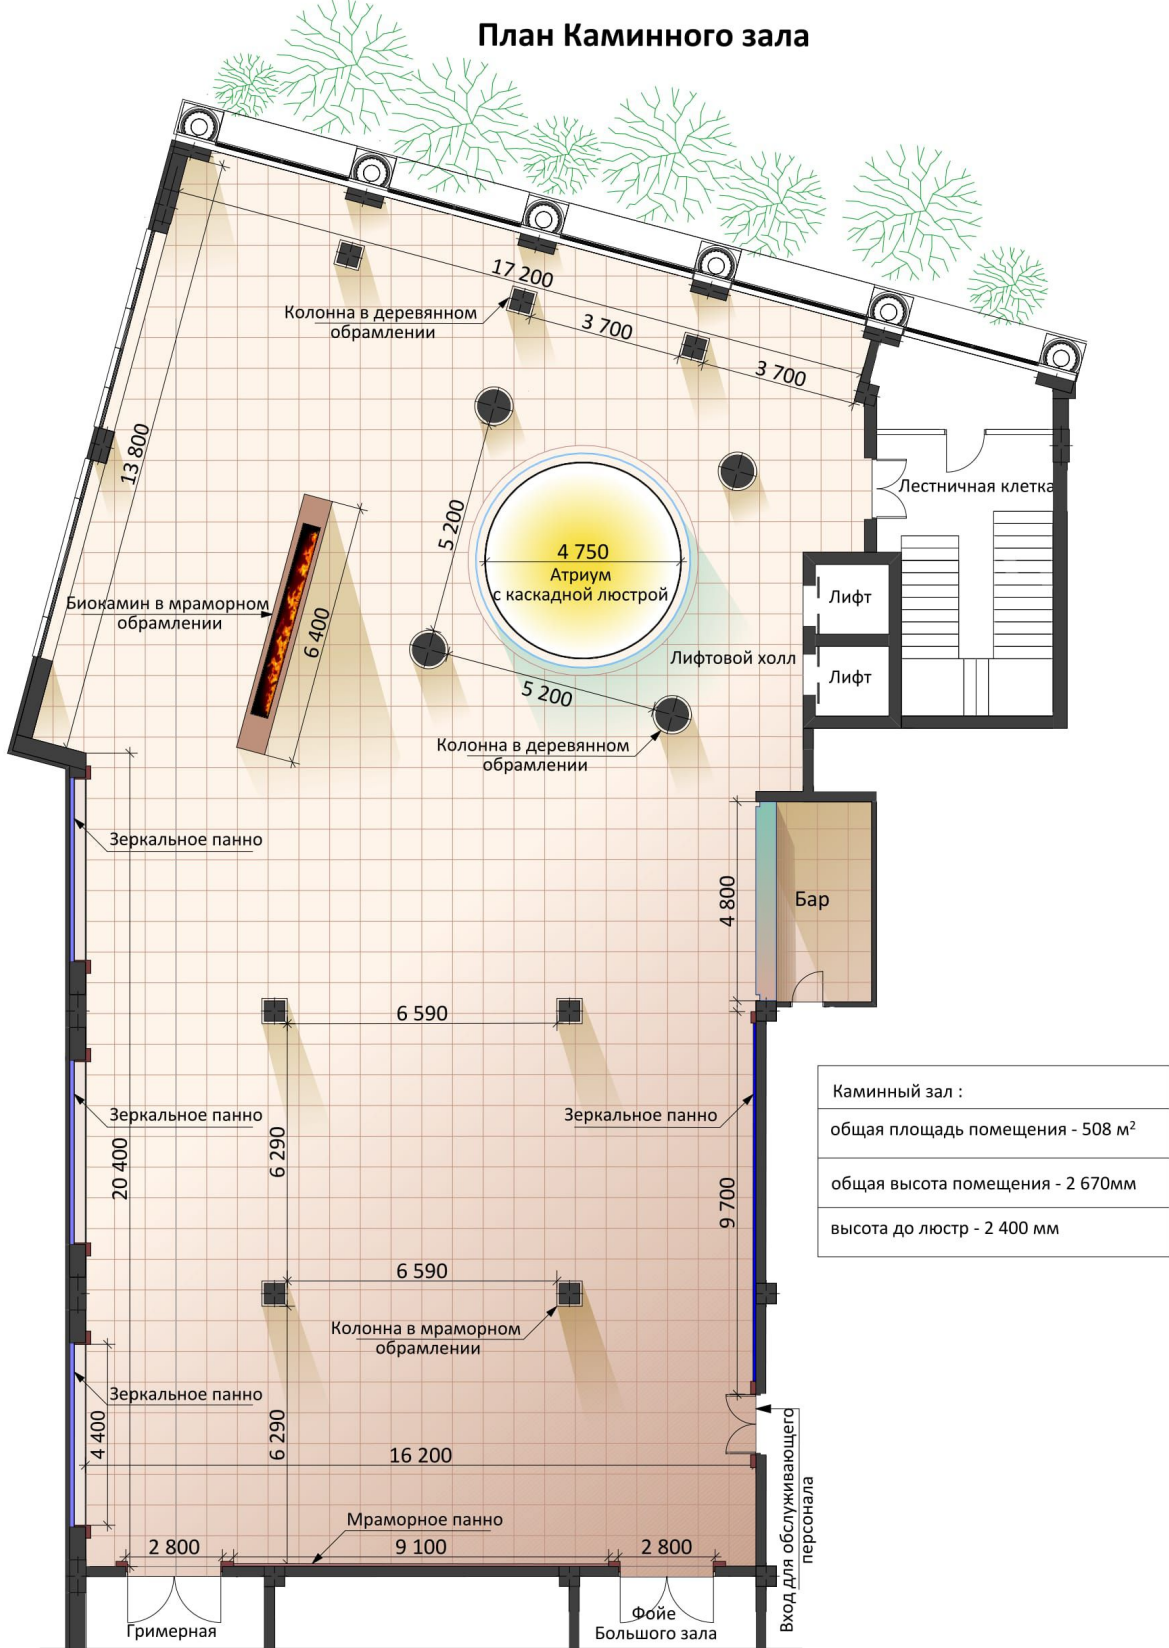 План Каминного зала
17 200
Колонна в деревянном
обрамлении
3 700
3 700
13 800
Лестничная клетка
5 200
4 750
Атриум
с каскадной люстрой
Биокамин в мраморном
обрамлении
6 400
Лифт
Лифтовой холл
Лифт
5 200
Колонна в деревянном
обрамлении
Зеркальное панно
4 800
Бар
6 590
Каминный зал :
общая площадь помещения - 508 м²
общая высота помещения - 2 670мм
высота до люстр - 2 400 мм
Зеркальное панно
Зеркальное панно
6 290
20 400
9 700
6 590
Колонна в мраморном
обрамлении
Зеркальное панно
4 400
6 290
16 200
Вход для обслуживающего
персонала
Мраморное панно
2 800
9 100
2 800
Гримерная
Фойе
Большого зала